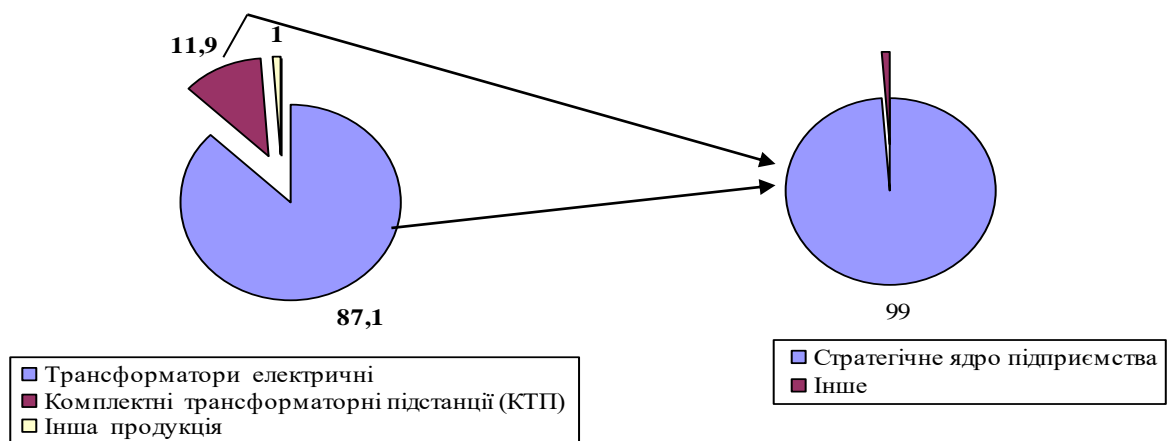 11,9
1
87,1
99
Трансформатори електричні
Комплектні трансформаторні підстанції (КТП)
Інша продукція
Стратегічне ядро підприємства
Інше